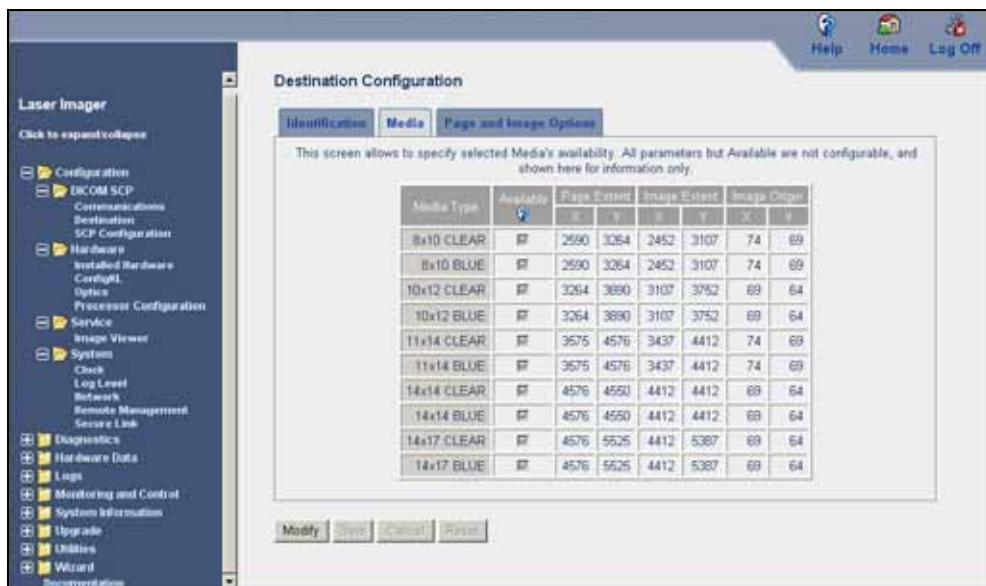 Help Home Log Off
Laser Imager
Click to expand/collapse
Configuration
DICOM SCP
Communications
Destination
SCP Configuration
Hardware
Installed Hardware
ConfigXL
Optics
Processor Configuration
Service
Image Viewer
System
Clock
Log Level
Network
Remote Management
Secure Link
Diagnostics
Hardware Data
Logs
Monitoring and Control
System Information
Upgrade
Utilities
Wizard
Documentation
Destination Configuration
Identification Media Page and Image Options
This screen allows to specify selected Media's availability. All parameters but Available are not configurable, and
shown here for information only.
Media Type Available Page Extent Image Extent Image Origin
X Y X Y X Y
8x10 CLEAR 2590 3264 2452 3107 74 69
8x10 BLUE 2590 3264 2452 3107 74 69
10x12 CLEAR 3264 3890 3107 3752 69 64
10x12 BLUE 3264 3890 3107 3752 69 64
11x14 CLEAR 3575 4576 3437 4412 74 69
11x14 BLUE 3575 4576 3437 4412 74 69
14x14 CLEAR 4576 4550 4412 4412 69 64
14x14 BLUE 4576 4550 4412 4412 69 64
14x17 CLEAR 4576 5525 4412 5387 69 64
14x17 BLUE 4576 5525 4412 5387 69 64
Modify Save Cancel Reset